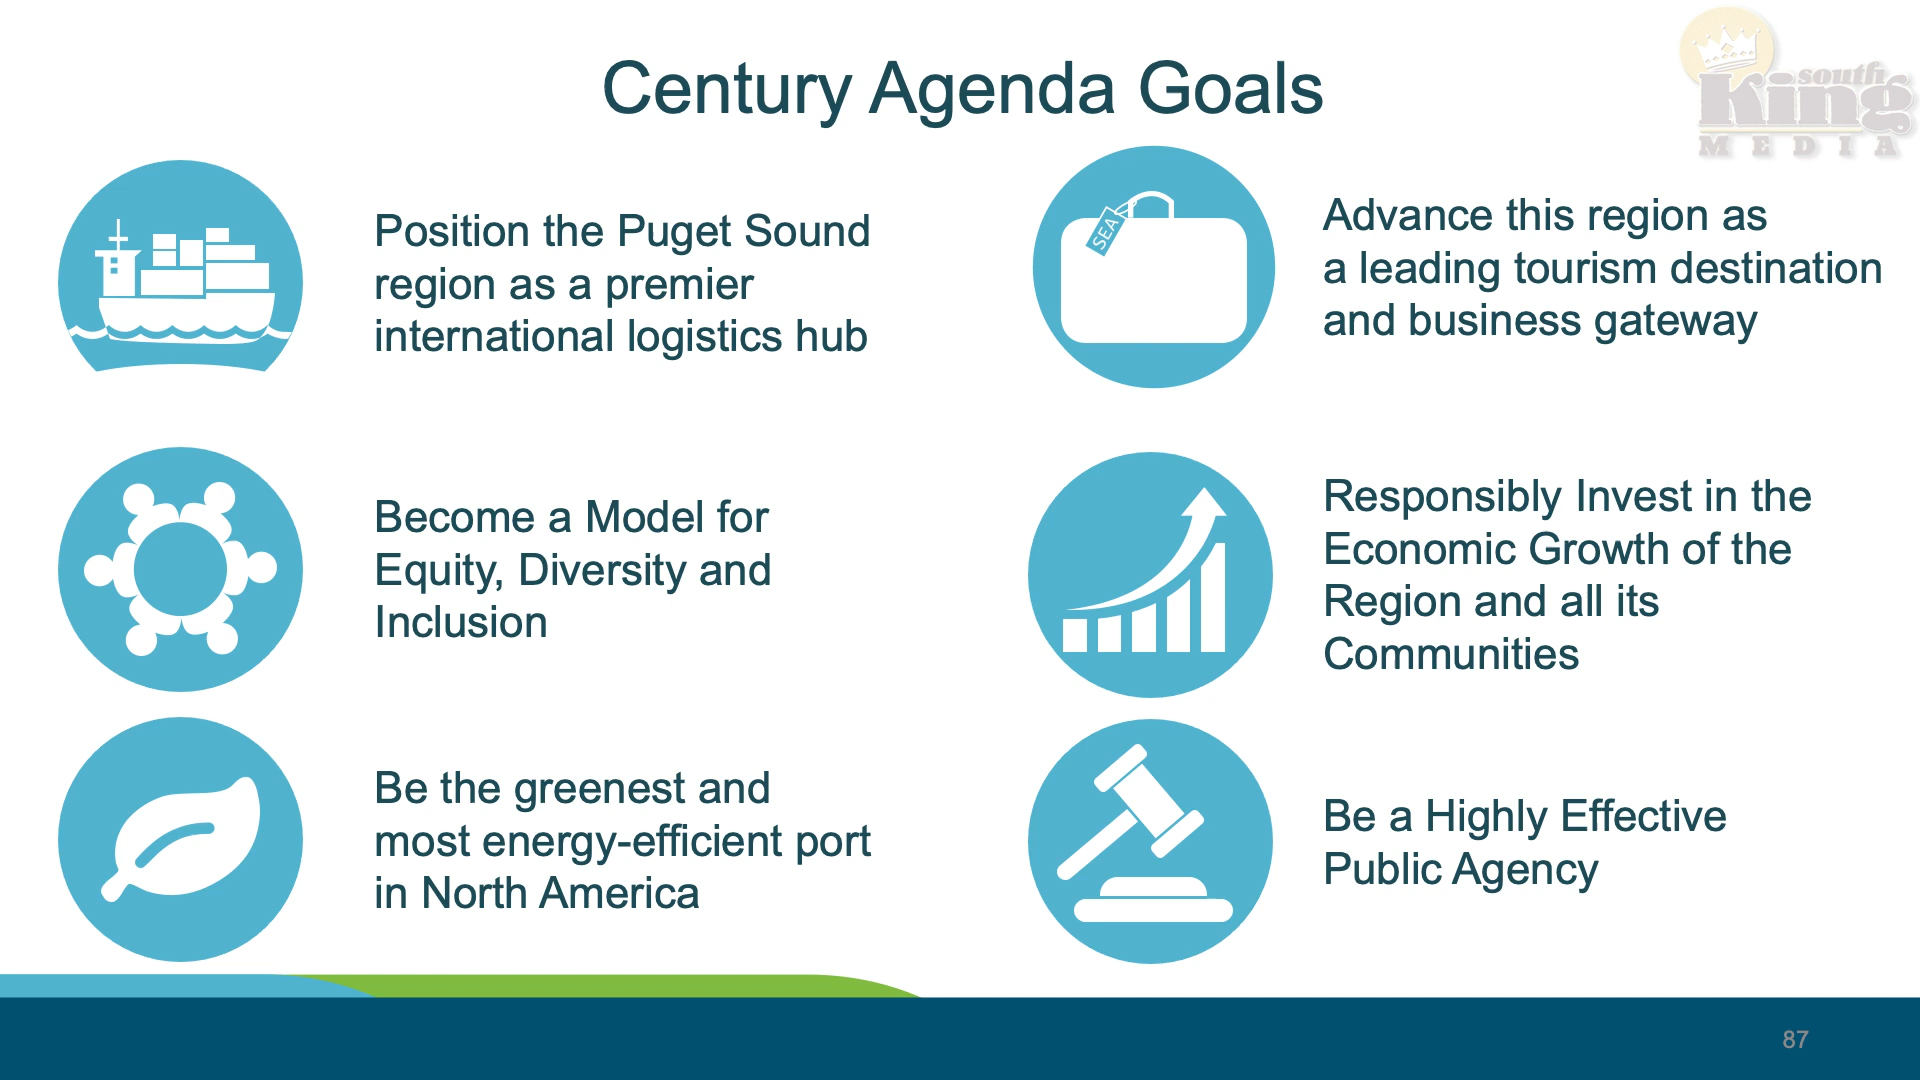 Century Agenda Goals
south
King
MEDIA
Position the Puget Sound
region as a premier
international logistics hub
SEA
Advance this region as
a leading tourism destination
and business gateway
Become a Model for
Equity, Diversity and
Inclusion
Responsibly Invest in the
Economic Growth of the
Region and all its
Communities
Be the greenest and
most energy-efficient port
in North America
Be a Highly Effective
Public Agency
87